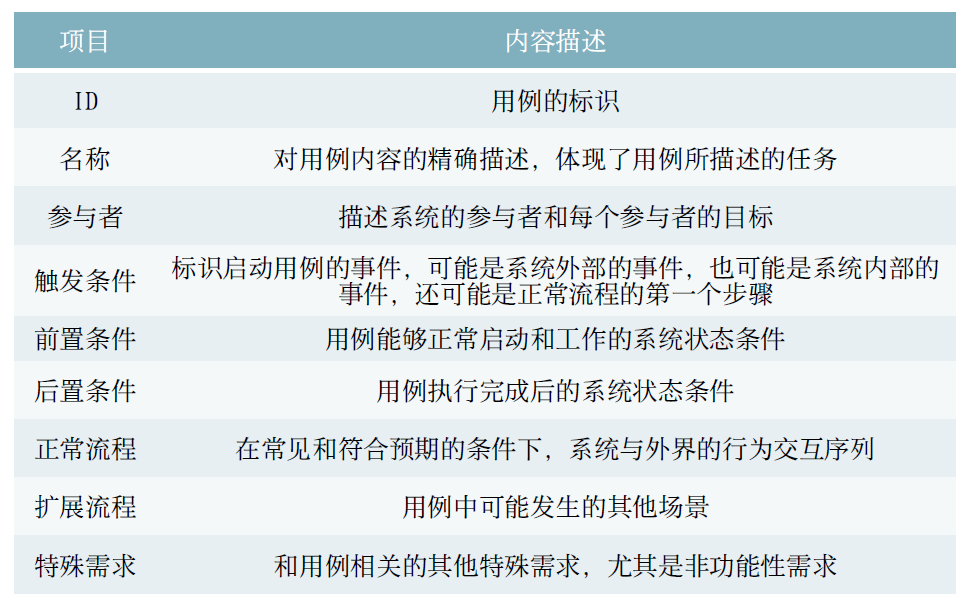 项目 内容描述
ID 用例的标识
名称 对用例内容的精确描述，体现了用例所描述的任务
参与者 描述系统的参与者和每个参与者的目标
触发条件 标识启动用例的事件，可能是系统外部的事件，也可能是系统内部的
事件，还可能是正常流程的第一个步骤
前置条件 用例能够正常启动和工作的系统状态条件
后置条件 用例执行完成后的系统状态条件
正常流程 在常见和符合预期的条件下，系统与外界的行为交互序列
扩展流程 用例中可能发生的其他场景
特殊需求 和用例相关的其他特殊需求，尤其是非功能性需求